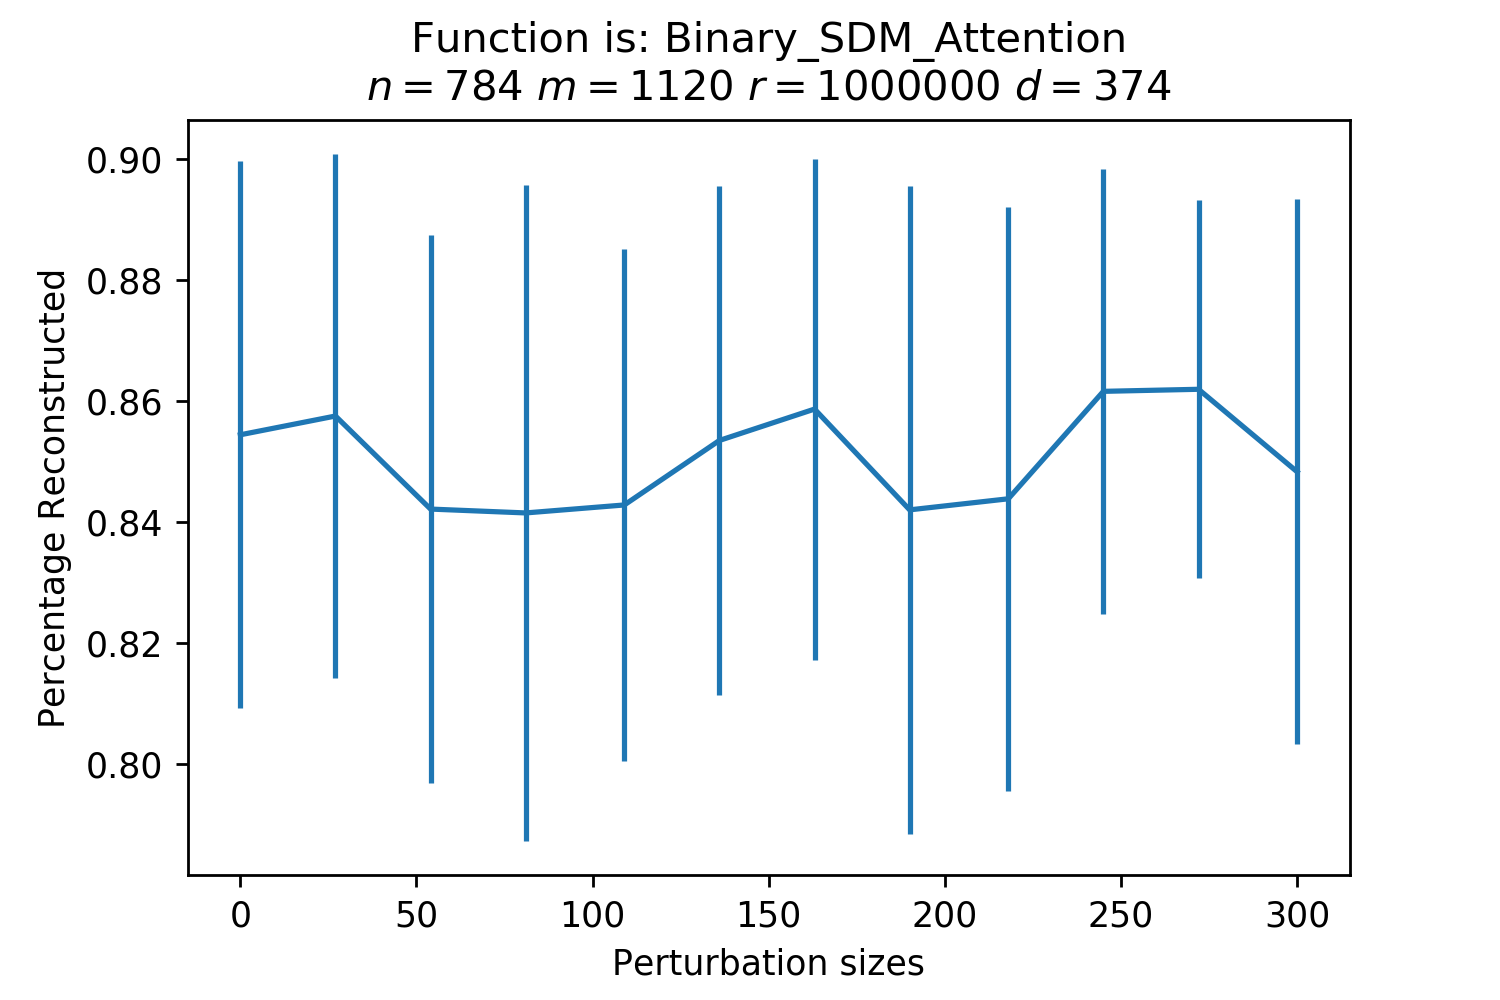 Function is: Binary_SDM_Attention
n = 784 m = 1120 r = 1000000 d = 374
Percentage Reconstructed
0.90
0.88
0.86
0.84
0.82
0.80
0 50 100 150 200 250 300
Perturbation sizes